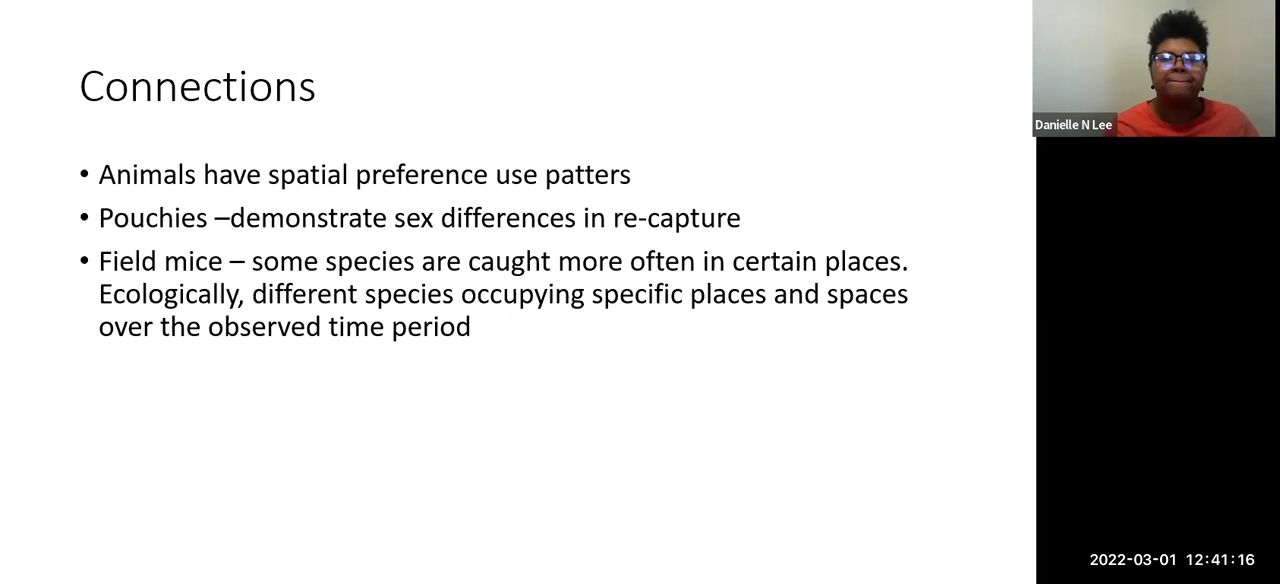 Connections
• Animals have spatial preference use patters
• Pouchies –demonstrate sex differences in re-capture
• Field mice – some species are caught more often in certain places.
Ecologically, different species occupying specific places and spaces
over the observed time period
Danielle N Lee
2022-03-01 12:41:16